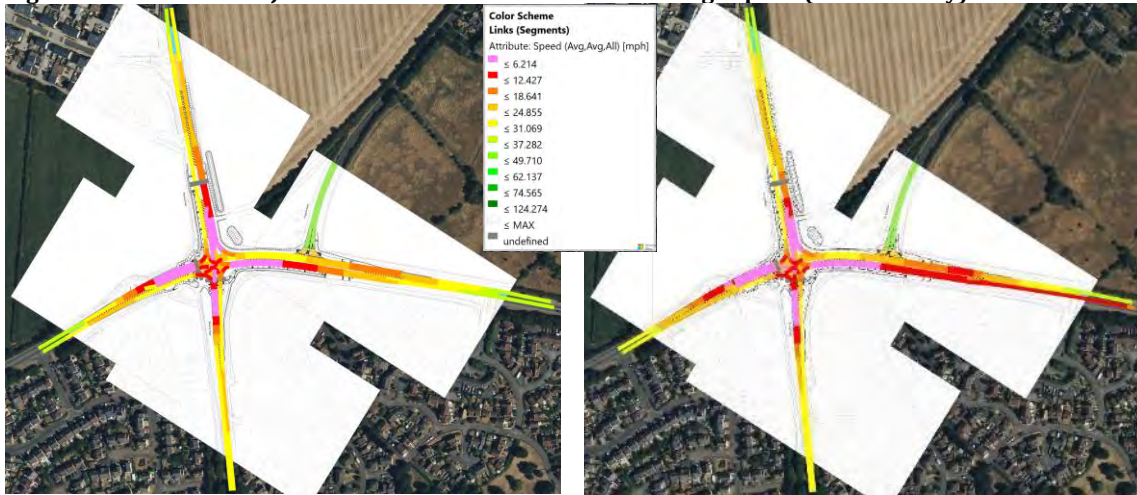 Color Scheme
Links (Segments)
Attribute: Speed (Avg,Avg,All) [mph]
≤ 6.214
≤ 12.427
≤ 18.641
≤ 24.855
≤ 31.069
≤ 37.282
≤ 49.710
≤ 62.137
≤ 74.565
≤ 124.274
≤ MAX
undefined